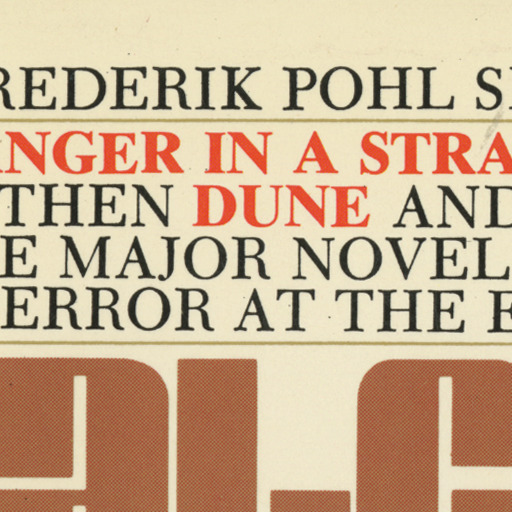 REDERIK POHL S
NGER IN A STRA
THEN DUNE AND
E MAJOR NOVEL
ERROR AT THE E